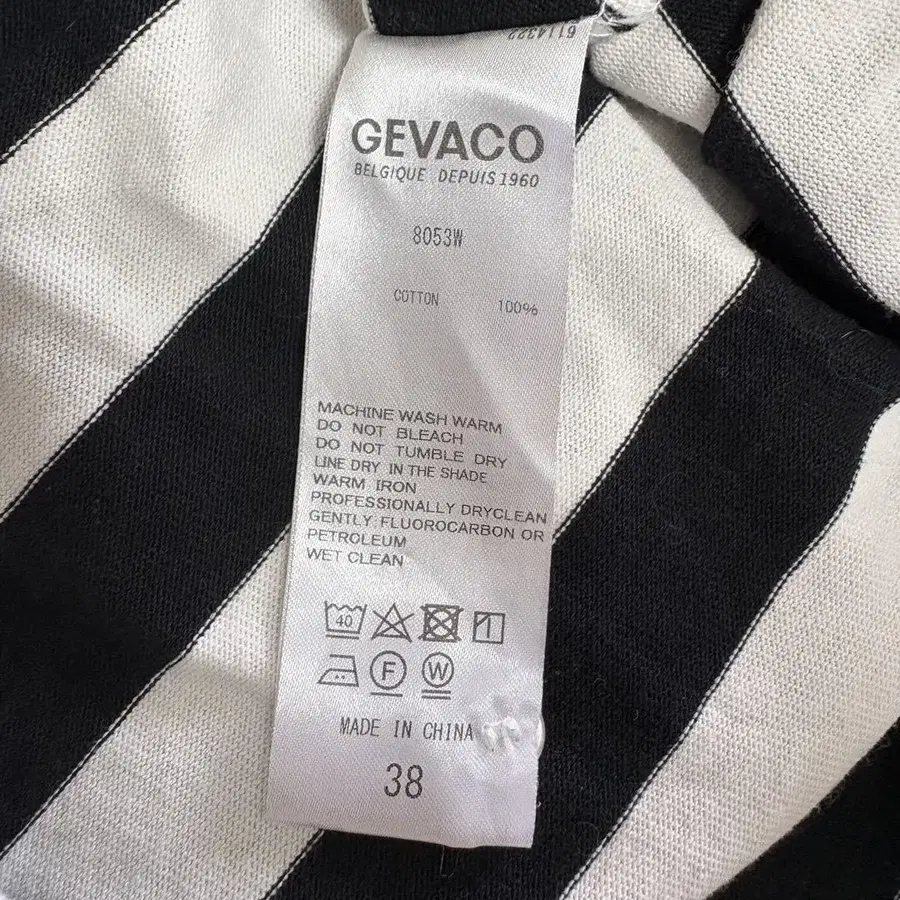 6114322
GEVACO
BELGIQUE DEPUIS 1960
8053W
COTTON 100%
MACHINE WASH WARM
DO NOT BLEACH
DO NOT TUMBLE DRY
LINE DRY IN THE SHADE
WARM IRON
PROFESSIONALLY DRYCLEAN
GENTLY: FLUOROCARBON OR
PETROLEUM
WET CLEAN
40
F W
MADE IN CHINA
38